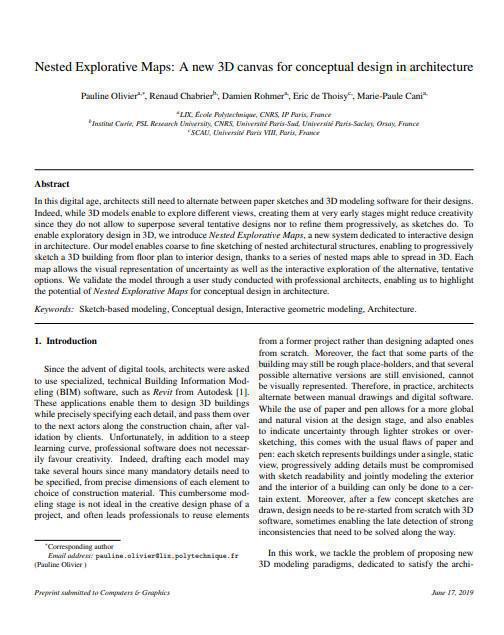 Nested Explorative Maps: A new 3D canvas for conceptual design in architecture
Pauline Olivierᵃ,*, Renaud Chabrierᵇ, Damien Rohmerᵃ, Eric de Thoisyᶜ, Marie-Paule Caniᵃ
ᵃLIX, École Polytechnique, CNRS, IP Paris, France
ᵇInstitut Curie, PSL Research University, CNRS, Université Paris-Sud, Université Paris-Saclay, Orsay, France
ᶜSCAU, Université Paris VIII, Paris, France
Abstract
In this digital age, architects still need to alternate between paper sketches and 3D modeling software for their designs.
Indeed, while 3D models enable to explore different views, creating them at very early stages might reduce creativity
since they do not allow to superpose several tentative designs nor to refine them progressively, as sketches do. To
enable exploratory design in 3D, we introduce Nested Explorative Maps, a new system dedicated to interactive design
in architecture. Our model enables coarse to fine sketching of nested architectural structures, enabling to progressively
sketch a 3D building from floor plan to interior design, thanks to a series of nested maps able to spread in 3D. Each
map allows the visual representation of uncertainty as well as the interactive exploration of the alternative, tentative
options. We validate the model through a user study conducted with professional architects, enabling us to highlight
the potential of Nested Explorative Maps for conceptual design in architecture.
Keywords: Sketch-based modeling, Conceptual design, Interactive geometric modeling, Architecture.
1. Introduction
Since the advent of digital tools, architects were asked
to use specialized, technical Building Information Mod-
eling (BIM) software, such as Revit from Autodesk [1].
These applications enable them to design 3D buildings
while precisely specifying each detail, and pass them over
to the next actors along the construction chain, after val-
idation by clients. Unfortunately, in addition to a steep
learning curve, professional software does not necessar-
ily favor creativity. Indeed, drafting each model may
take several hours since many mandatory details need to
be specified, from precise dimensions of each element to
choice of construction material. This cumbersome mod-
eling stage is not ideal in the creative design phase of a
project, and often leads professionals to reuse elements
*Corresponding author
Email address: pauline.olivier@lix.polytechnique.fr
(Pauline Olivier )
from a former project rather than designing adapted ones
from scratch. Moreover, the fact that some parts of the
building may still be rough place-holders, and that several
possible alternative versions are still envisioned, cannot
be visually represented. Therefore, in practice, architects
alternate between manual drawings and digital software.
While the use of paper and pen allows for a more global
and natural vision at the design stage, and also enables
to indicate uncertainty through lighter strokes or over-
sketching, this comes with the usual flaws of paper and
pen: each sketch represents buildings under a single, static
view, progressively adding details must be compromised
with sketch readability and jointly modeling the exterior
and the interior of a building can only be done to a cer-
tain extent. Moreover, after a few concept sketches are
drawn, design needs to be re-started from scratch with 3D
software, sometimes enabling the late detection of strong
inconsistencies that need to be solved along the way.
In this work, we tackle the problem of proposing new
3D modeling paradigms, dedicated to satisfy the archi-
Preprint submitted to Computers & Graphics
June 17, 2019